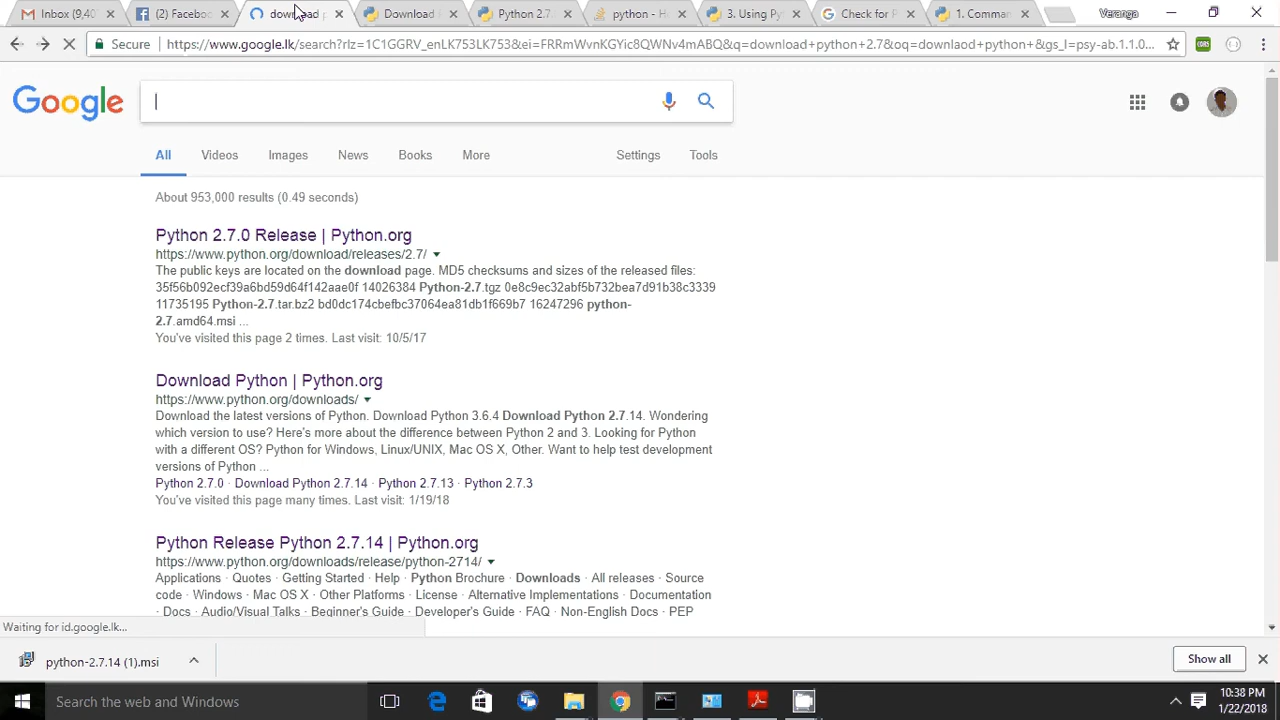 Inbox (9,40
(2) Faceboo
download p
Download
Python 2.7.
python - H
3. Using Py
Check for P
1. Comman
Veranga
Secure
https://www.google.lk/search?rlz=1C1GGRV_enLK753LK753&ei=FRRmWvnKGYic8QWNv4mABQ&q=download+python+2.7&oq=downlaod+python+&gs_l=psy-ab.1.1.0...
CORS
Google
All Videos Images News Books More Settings Tools
About 953,000 results (0.49 seconds)
Python 2.7.0 Release | Python.org
https://www.python.org/download/releases/2.7/
The public keys are located on the download page. MD5 checksums and sizes of the released files:
35f56b092ecf39a6bd59d64f142aae0f 14026384 Python-2.7.tgz 0e8c9ec32abf5b732bea7d91b38c3339
11735195 Python-2.7.tar.bz2 bd0dc174cbefbc37064ea81db1f669b7 16247296 python-
2.7.amd64.msi ...
You've visited this page 2 times. Last visit: 10/5/17
Download Python | Python.org
https://www.python.org/downloads/
Download the latest versions of Python. Download Python 3.6.4 Download Python 2.7.14. Wondering
which version to use? Here's more about the difference between Python 2 and 3. Looking for Python
with a different OS? Python for Windows, Linux/UNIX, Mac OS X, Other. Want to help test development
versions of Python ...
Python 2.7.0 · Download Python 2.7.14 · Python 2.7.13 · Python 2.7.3
You've visited this page many times. Last visit: 1/19/18
Python Release Python 2.7.14 | Python.org
https://www.python.org/downloads/release/python-2714/
Applications · Quotes · Getting Started · Help · Python Brochure · Downloads · All releases · Source
code · Windows · Mac OS X · Other Platforms · License · Alternative Implementations · Documentation
· Docs · Audio/Visual Talks · Beginner's Guide · Developer's Guide · FAQ · Non-English Docs · PEP
Waiting for id.google.lk...
python-2.7.14 (1).msi
Show all
Search the web and Windows
10:38 PM
1/22/2018